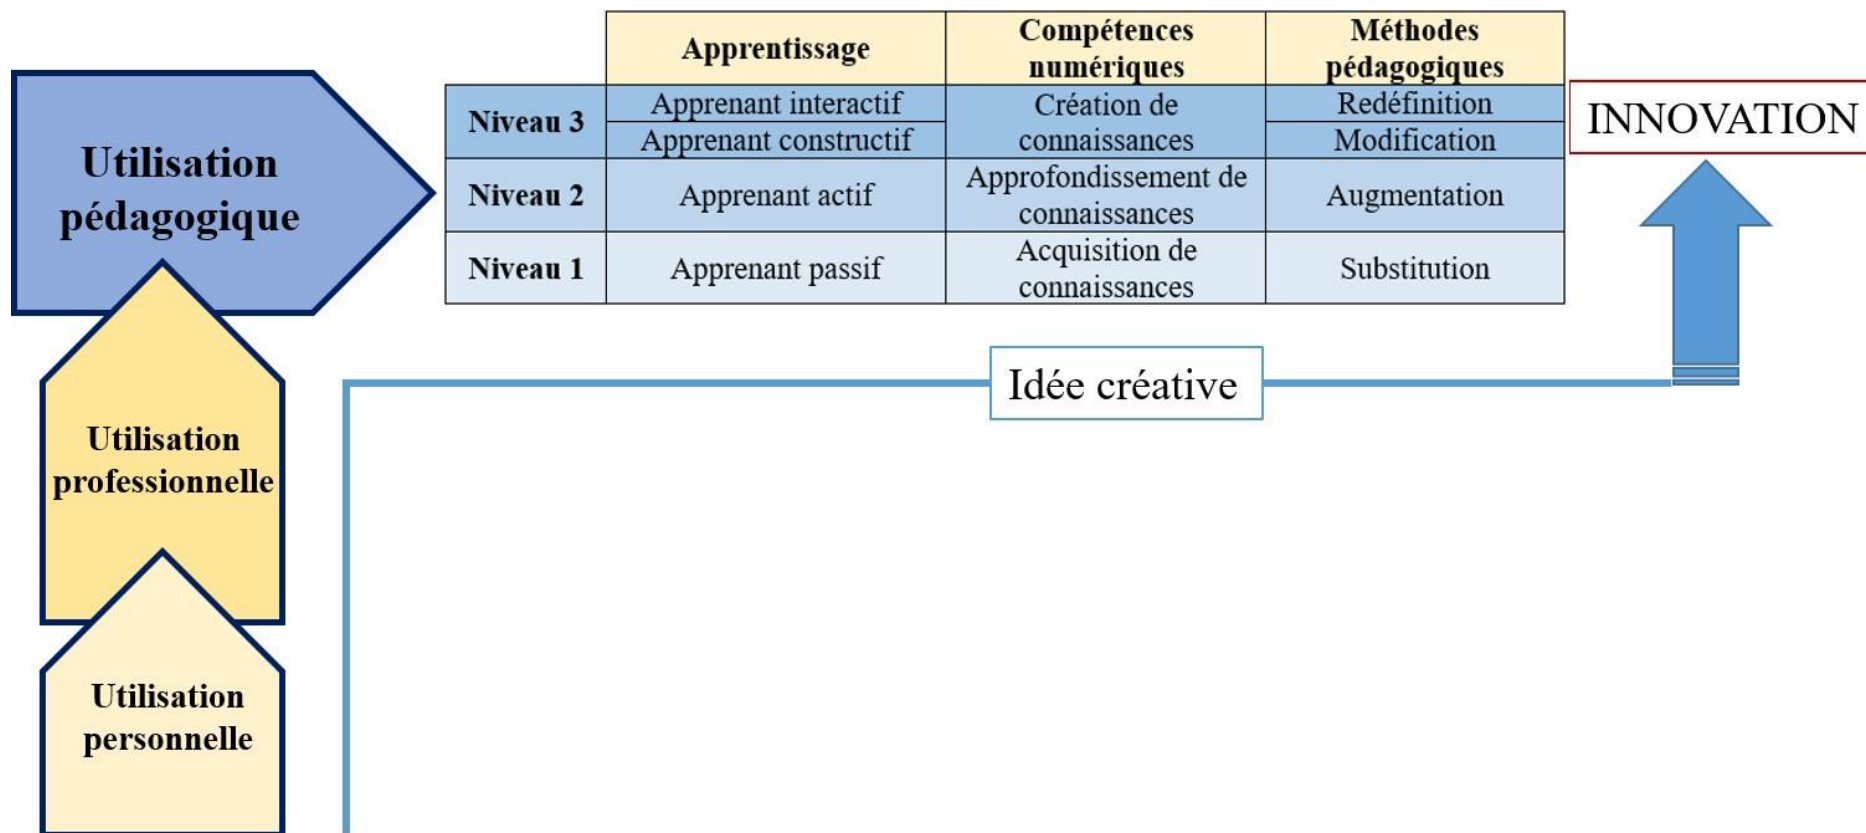 Apprentissage
Compétences
numériques
Méthodes
pédagogiques
Niveau 3
Apprenant interactif
Apprenant constructif
Création de
connaissances
Redéfinition
Modification
Niveau 2
Apprenant actif
Approfondissement de
connaissances
Augmentation
Niveau 1
Apprenant passif
Acquisition de
connaissances
Substitution
INNOVATION
Utilisation
pédagogique
Idée créative
Utilisation
professionnelle
Utilisation
personnelle